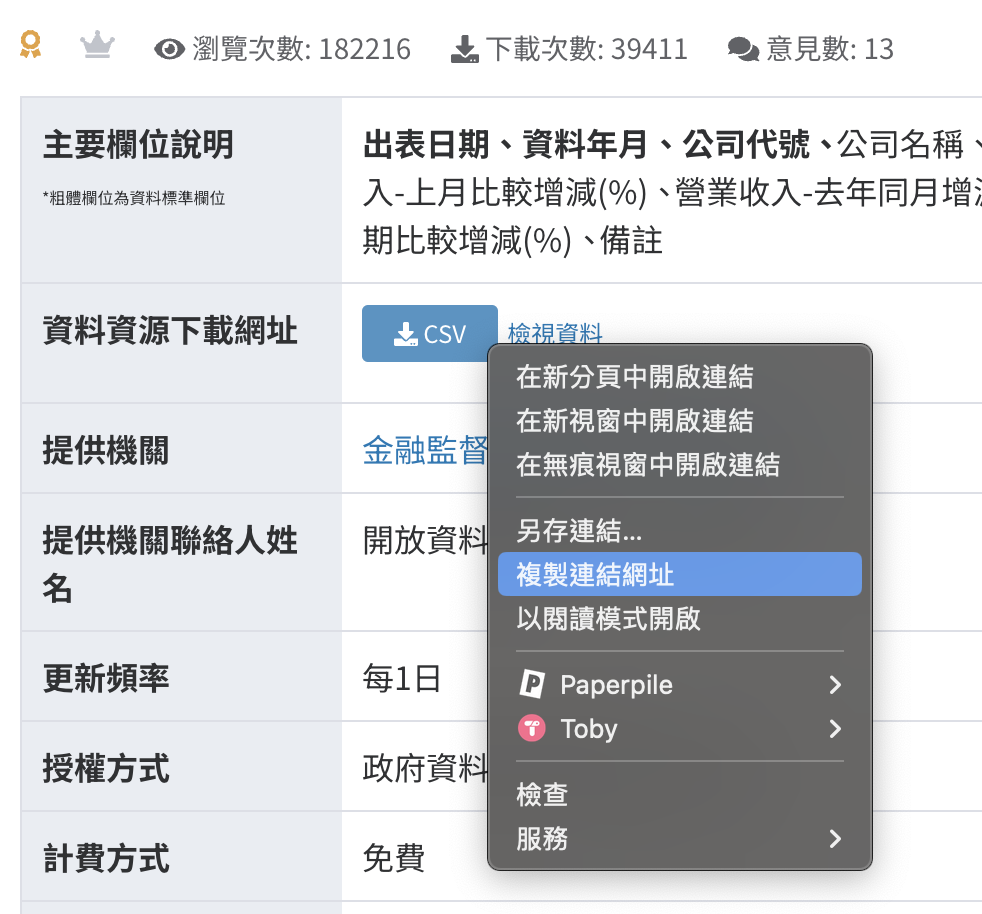 瀏覽次數: 182216 下載次數: 39411 意見數: 13
主要欄位說明
*粗體欄位為資料標準欄位
出表日期、資料年月、公司代號、公司名稱、
入-上月比較增減(%)、營業收入-去年同月增
期比較增減(%)、備註
資料資源下載網址
CSV 檢視資料
提供機關
金融監督
提供機關聯絡人姓
名
開放資料
更新頻率
每1日
授權方式
政府資料
計費方式
免費
在新分頁中開啟連結
在新視窗中開啟連結
在無痕視窗中開啟連結
另存連結...
複製連結網址
以閱讀模式開啟
Paperpile
Toby
檢查
服務